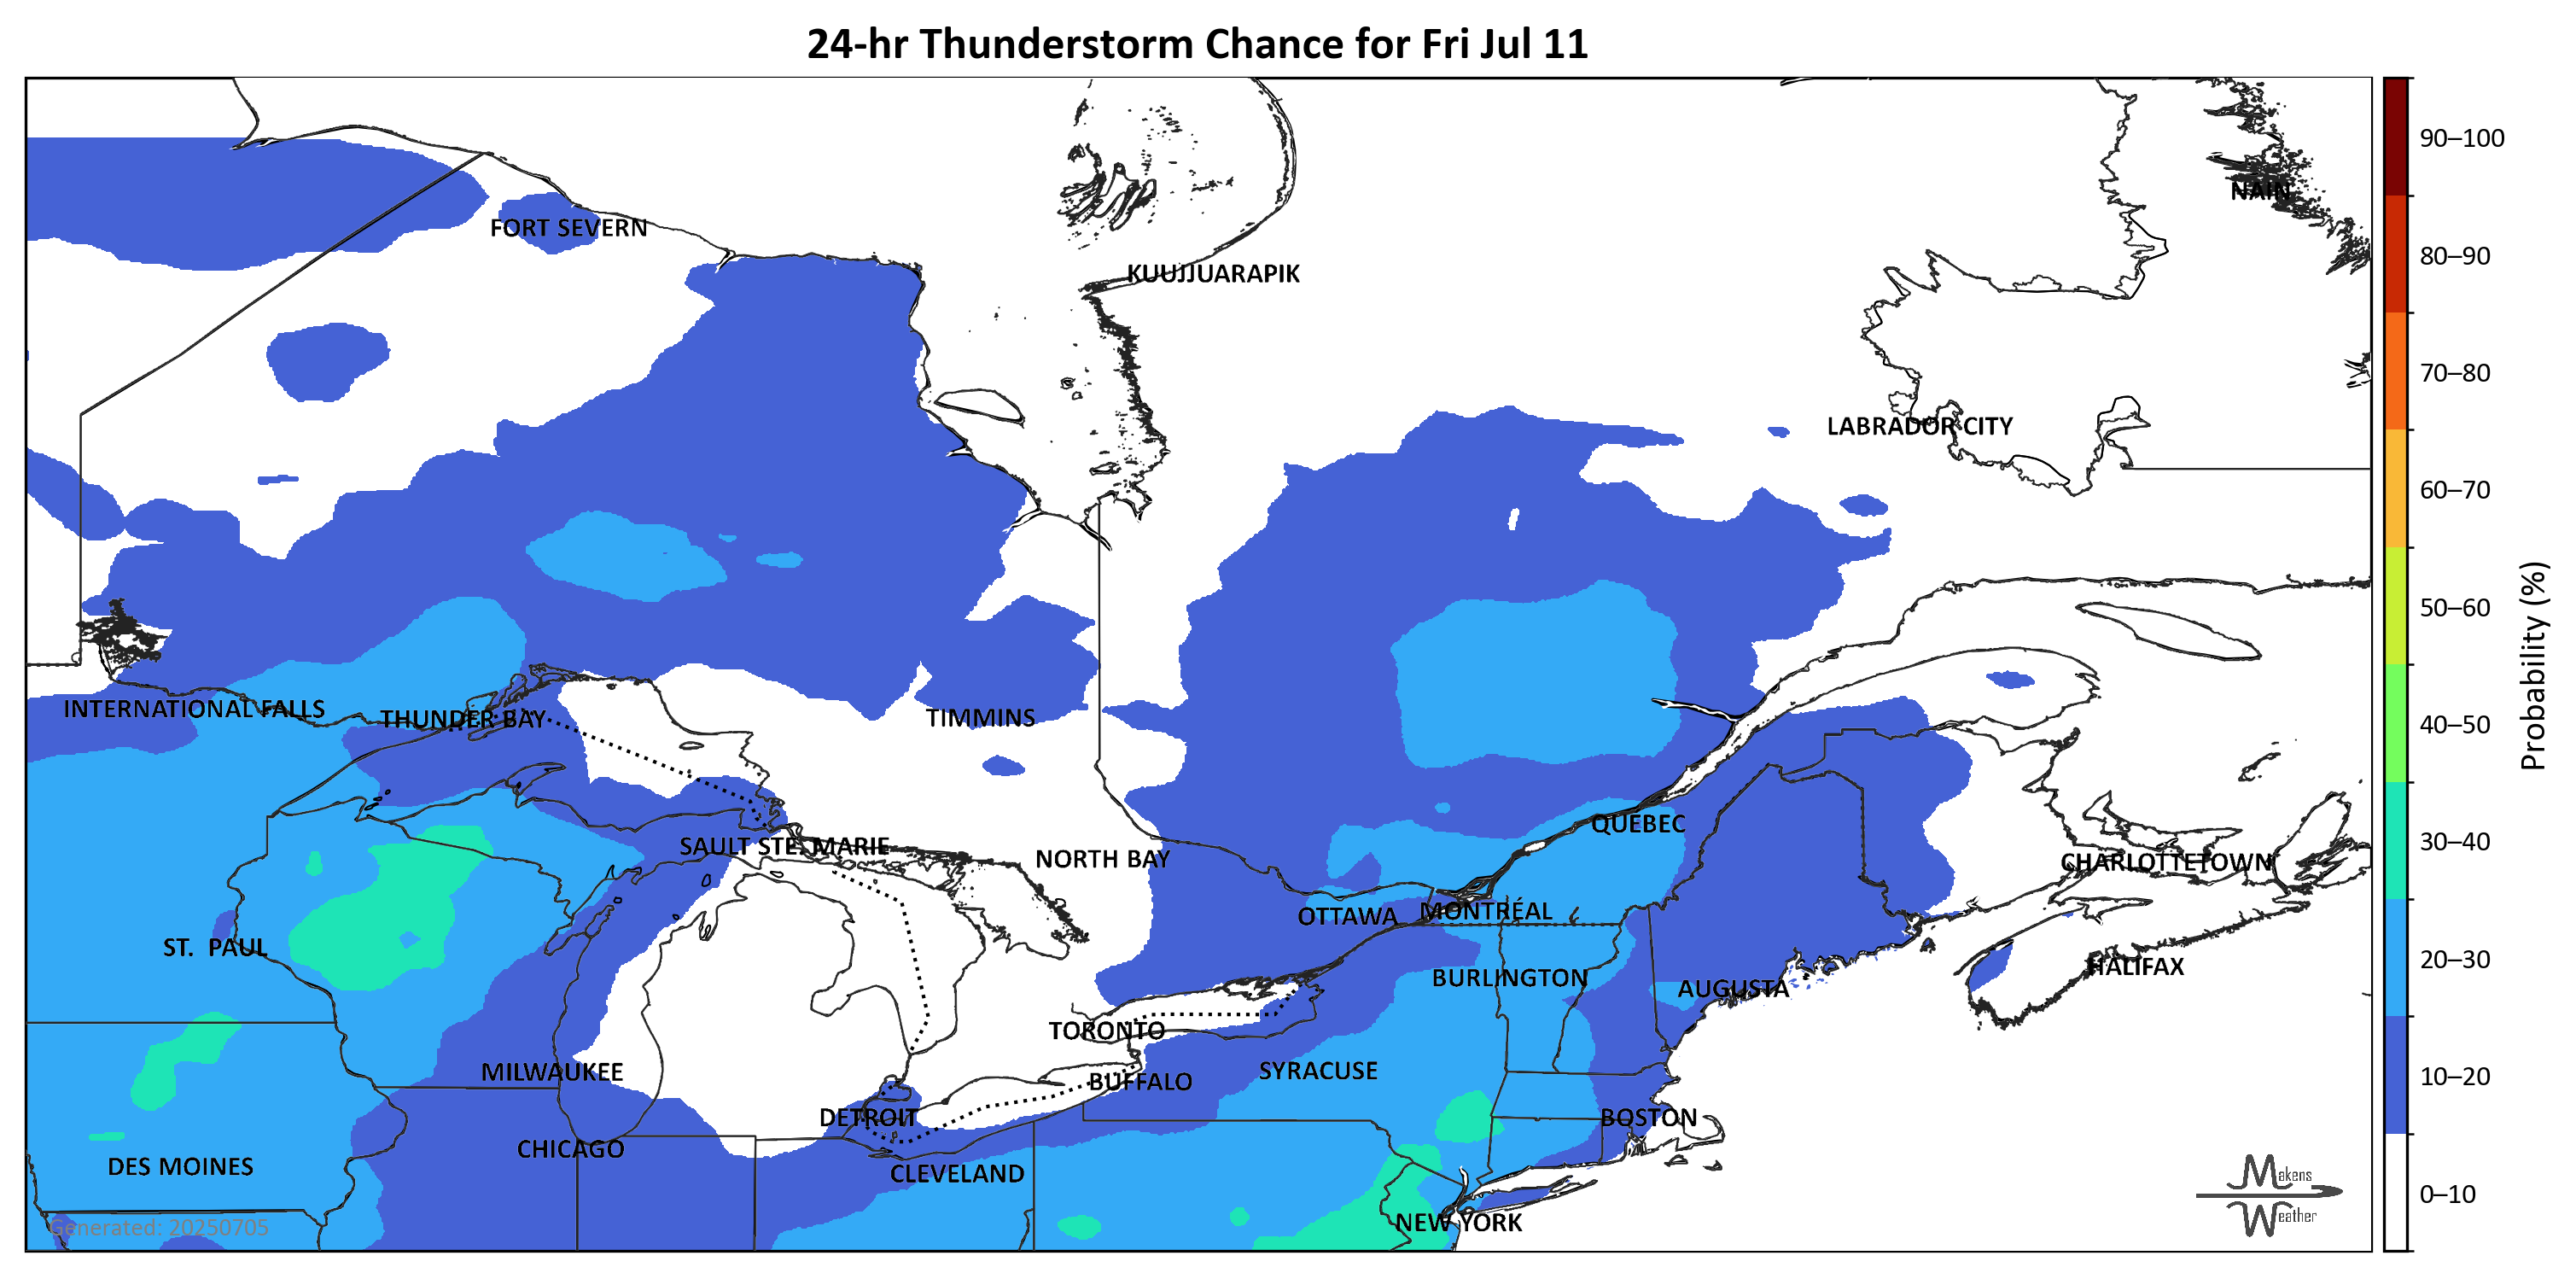 24-hr Thunderstorm Chance for Fri Jul 11
90–100
NAIN
FORT SEVERN
80–90
KUUJJUARAPIK
70–80
LABRADOR CITY
60–70
50–60
Probability (%)
INTERNATIONAL FALLS
THUNDER BAY
TIMMINS
40–50
QUEBEC
SAULT STE. MARIE
NORTH BAY
CHARLOTTETOWN
30–40
OTTAWA
MONTRÉAL
ST. PAUL
20–30
BURLINGTON
HALIFAX
AUGUSTA
TORONTO
MILWAUKEE
SYRACUSE
BUFFALO
10–20
DETROIT
BOSTON
CHICAGO
DES MOINES
CLEVELAND
Makens
Weather
0–10
NEW YORK
Generated: 20250705